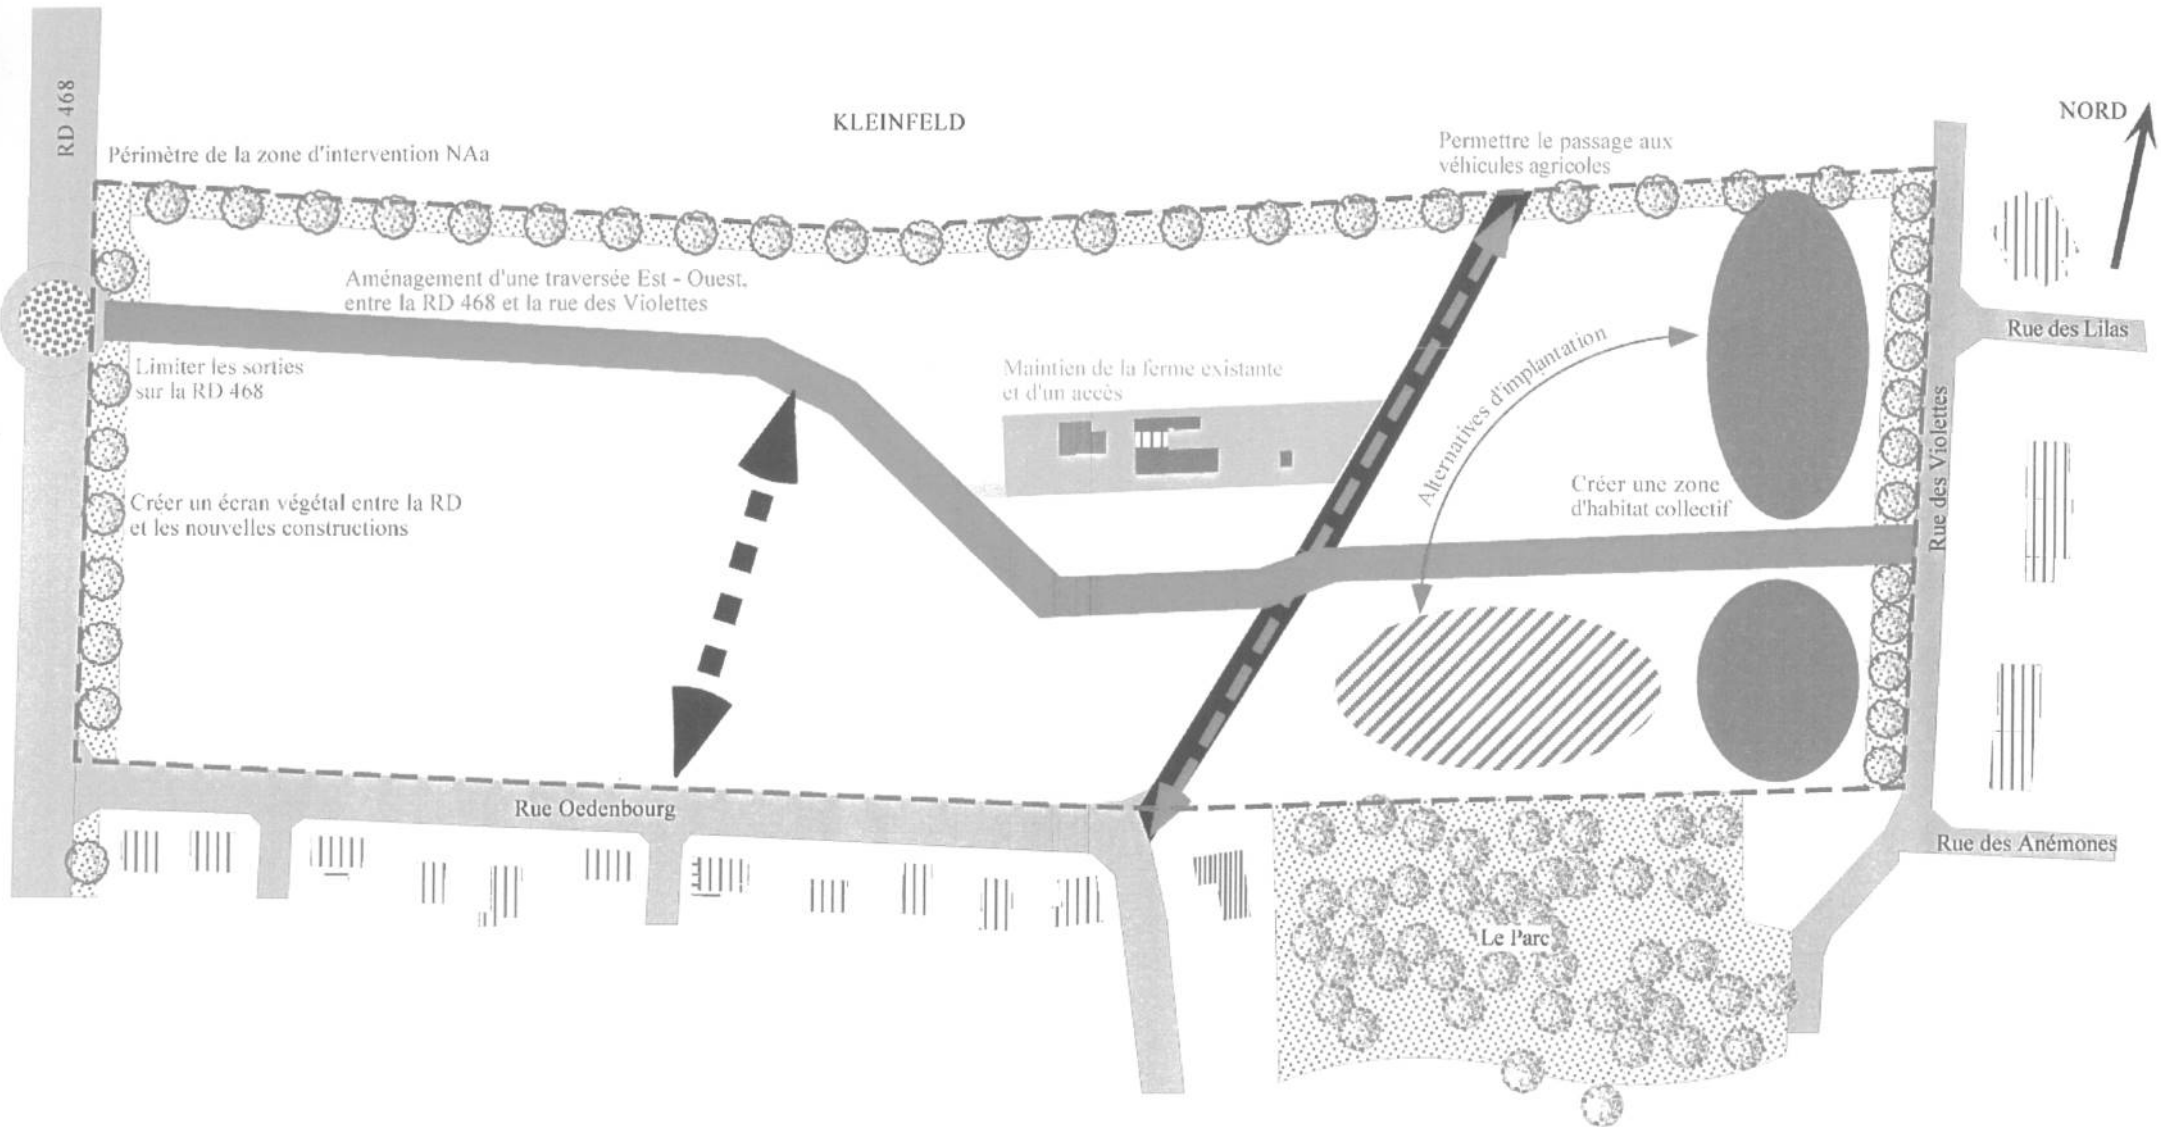 RD 468
KLEINFELD
NORD
Périmètre de la zone d'intervention NAa
Permettre le passage aux
véhicules agricoles
Aménagement d'une traversée Est - Ouest,
entre la RD 468 et la rue des Violettes
Rue des Lilas
Limiter les sorties
sur la RD 468
Maintien de la ferme existante
et d'un accès
Alternatives d'implantation
Rue des Violettes
Créer une zone
d'habitat collectif
Créer un écran végétal entre la RD
et les nouvelles constructions
Rue Oedenbourg
Rue des Anémones
Le Parc